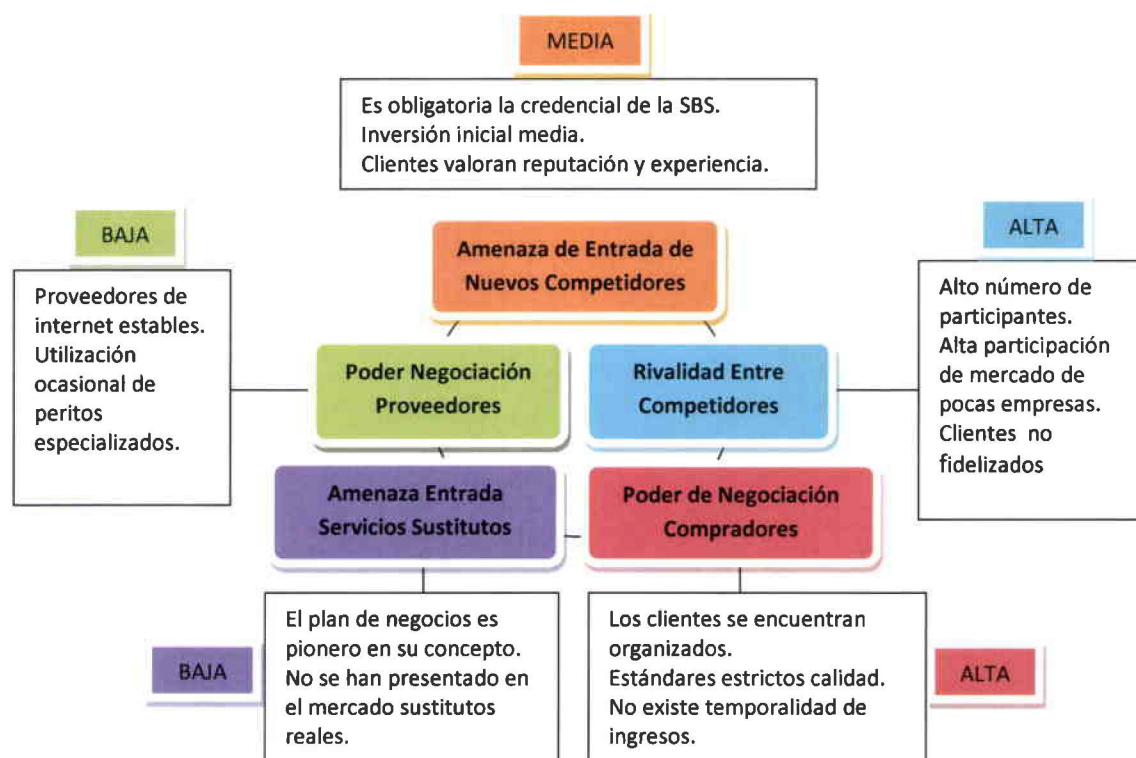 MEDIA
Es obligatoria la credencial de la SBS.
Inversión inicial media.
Clientes valoran reputación y experiencia.
BAJA
Proveedores de
internet estables.
Utilización
ocasional de
peritos
especializados.
Amenaza de Entrada de
Nuevos Competidores
ALTA
Alto número de
participantes.
Alta participación
de mercado de
pocas empresas.
Clientes no
fidelizados
Poder Negociación
Proveedores
Rivalidad Entre
Competidores
Amenaza Entrada
Servicios Sustitutos
Poder de Negociación
Compradores
BAJA
El plan de negocios es
pionero en su concepto.
No se han presentado en
el mercado sustitutos
reales.
Los clientes se encuentran
organizados.
Estándares estrictos calidad.
No existe temporalidad de
ingresos.
ALTA